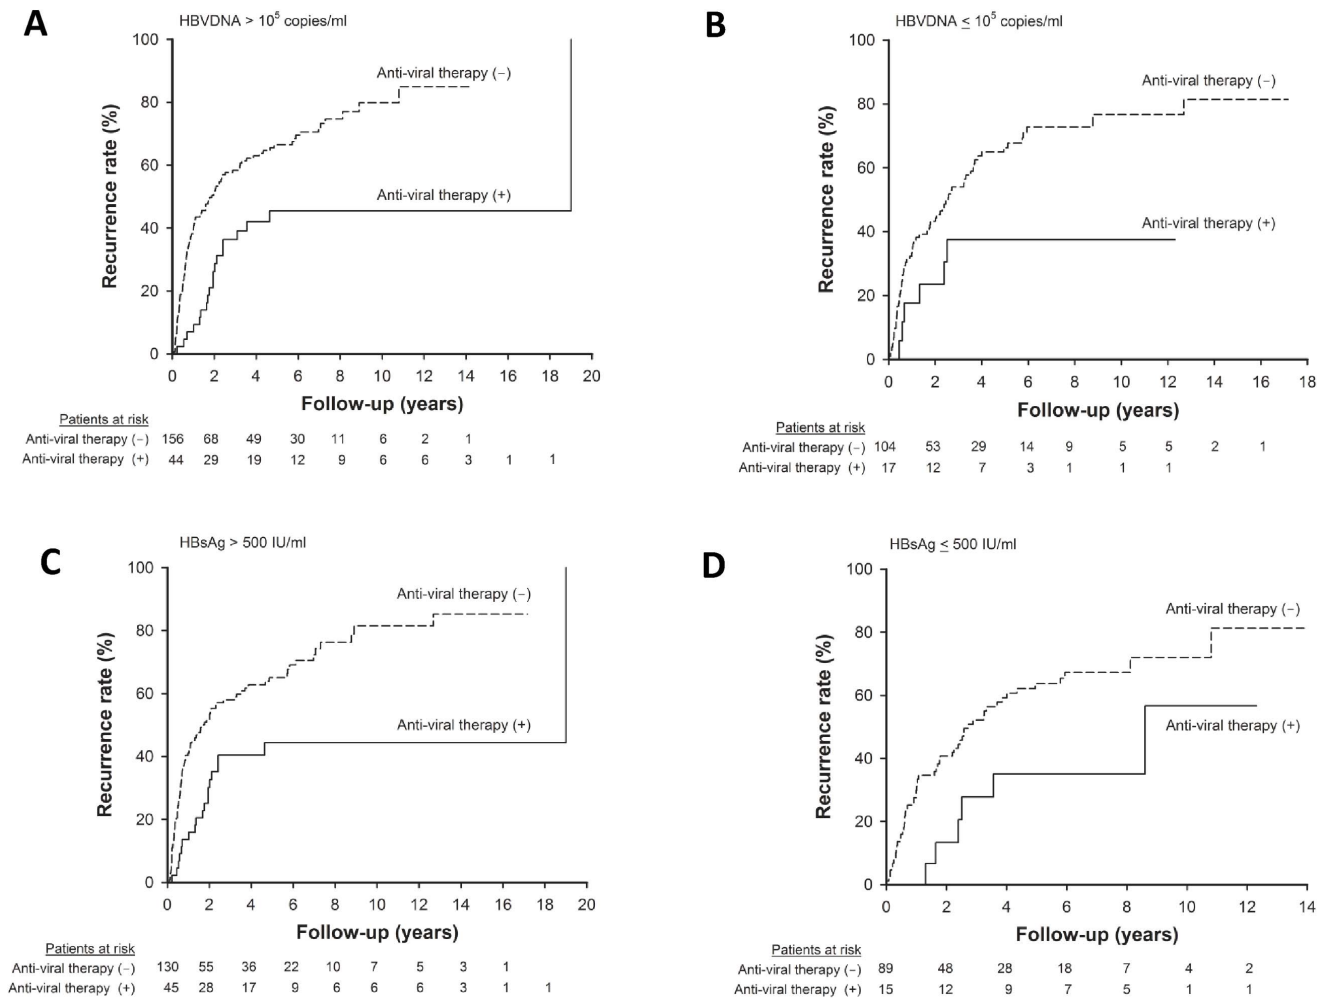 A
HBVDNA > 10⁵ copies/ml
Recurrence rate (%)
100
80
60
40
20
0
Anti-viral therapy (−)
Anti-viral therapy (+)
0 2 4 6 8 10 12 14 16 18 20
Follow-up (years)
Patients at risk
Anti-viral therapy (−) 156 68 49 30 11 6 2 1
Anti-viral therapy (+) 44 29 19 12 9 6 6 3 1 1
B
HBVDNA ≤ 10⁵ copies/ml
Recurrence rate (%)
100
80
60
40
20
0
Anti-viral therapy (−)
Anti-viral therapy (+)
0 2 4 6 8 10 12 14 16 18
Follow-up (years)
Patients at risk
Anti-viral therapy (−) 104 53 29 14 9 5 5 2 1
Anti-viral therapy (+) 17 12 7 3 1 1 1
C
HBsAg > 500 IU/ml
Recurrence rate (%)
100
80
60
40
20
0
Anti-viral therapy (−)
Anti-viral therapy (+)
0 2 4 6 8 10 12 14 16 18 20
Follow-up (years)
Patients at risk
Anti-viral therapy (−) 130 55 36 22 10 7 5 3 1
Anti-viral therapy (+) 45 28 17 9 6 6 6 3 1 1
D
HBsAg ≤ 500 IU/ml
Recurrence rate (%)
100
80
60
40
20
0
Anti-viral therapy (−)
Anti-viral therapy (+)
0 2 4 6 8 10 12 14
Follow-up (years)
Patients at risk
Anti-viral therapy (−) 89 48 28 18 7 4 2
Anti-viral therapy (+) 15 12 9 7 5 1 1